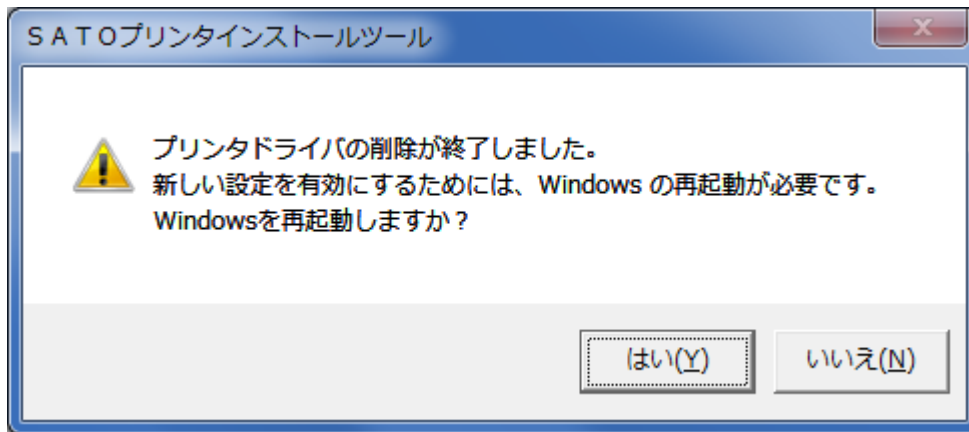 ＳＡＴＯプリンタインストールツール
プリンタドライバの削除が終了しました。
新しい設定を有効にするためには、Windows の再起動が必要です。
Windowsを再起動しますか？
はい(Y)
いいえ(N)